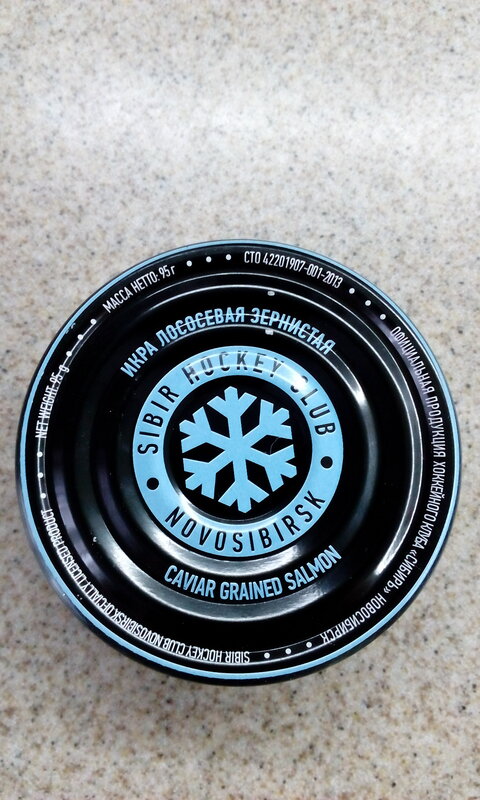 МАССА НЕТТО: 95 г
СТО 42201907-001-2013
ОФИЦИАЛЬНАЯ ПРОДУКЦИЯ ХОККЕЙНОГО КЛУБА «СИБИРЬ» НОВОСИБИРСК
SIBIR HOCKEY CLUB NOVOSIBIRSK OFFICIALLY LICENSED PRODUCT
NET WEIGHT 95 g
ИКРА ЛОСОСЕВАЯ ЗЕРНИСТАЯ
SIBIR HOCKEY CLUB
NOVOSIBIRSK
CAVIAR GRAINED SALMON